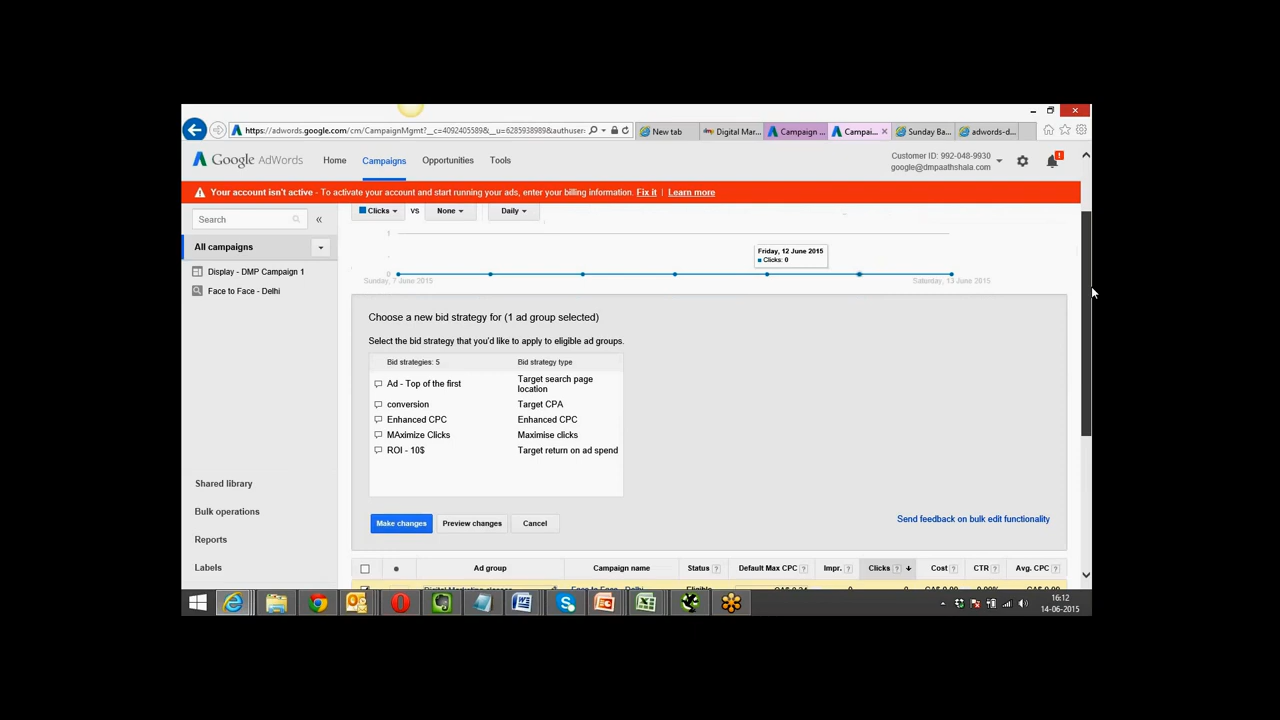 https://adwords.google.com/cm/CampaignMgmt?_c=4092405589&_u=6285938989&authuser:
New tab
Digital Mar...
Campaign ...
Campai...
Sunday Ba...
adwords-d...
Google AdWords
Home
Campaigns
Opportunities
Tools
Customer ID: 992-048-9930
google@dmpaathshala.com
Your account isn't active - To activate your account and start running your ads, enter your billing information. Fix it | Learn more
Search
«
All campaigns
Display - DMP Campaign 1
Face to Face - Delhi
Shared library
Bulk operations
Reports
Labels
Clicks
VS
None
Daily
1
0
Sunday, 7 June 2015
Saturday, 13 June 2015
Friday, 12 June 2015
Clicks: 0
Choose a new bid strategy for (1 ad group selected)
Select the bid strategy that you'd like to apply to eligible ad groups.
Bid strategies: 5
Bid strategy type
Ad - Top of the first
Target search page
location
conversion
Target CPA
Enhanced CPC
Enhanced CPC
MAximize Clicks
Maximise clicks
ROI - 10$
Target return on ad spend
Make changes
Preview changes
Cancel
Send feedback on bulk edit functionality
Ad group
Campaign name
Status
Default Max CPC ?
Impr. ?
Clicks ?
Cost ?
CTR ?
Avg. CPC ?
16:12
14-06-2015